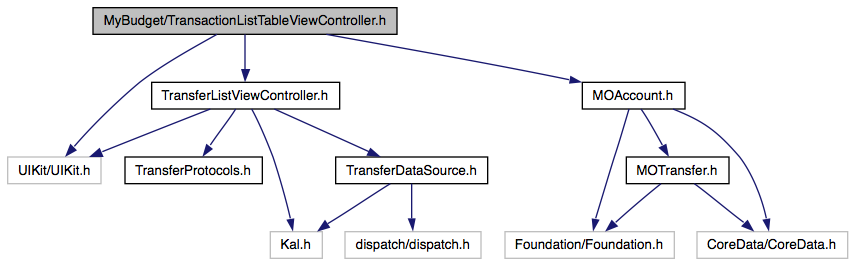 MyBudget/TransactionListTableViewController.h
TransferListViewController.h
MOAccount.h
UIKit/UIKit.h
TransferProtocols.h
TransferDataSource.h
MOTransfer.h
Kal.h
dispatch/dispatch.h
Foundation/Foundation.h
CoreData/CoreData.h